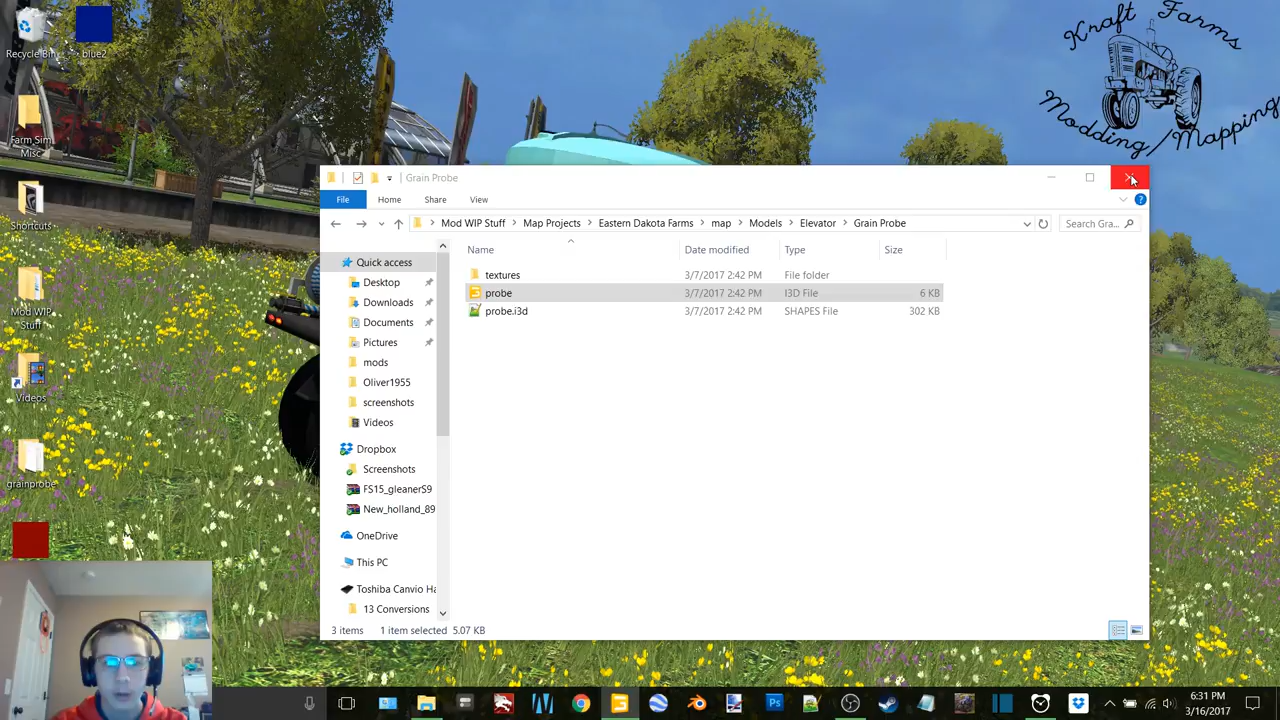 Recycle Bin
blue2
Farm Sim Misc
Shortcuts
Mod WIP Stuff
Videos
grainprobe
Kraft Farms
Modding/Mapping
Grain Probe
File Home Share View
Mod WIP Stuff > Map Projects > Eastern Dakota Farms > map > Models > Elevator > Grain Probe
Search Gra...
Name Date modified Type Size
textures 3/7/2017 2:42 PM File folder
probe 3/7/2017 2:42 PM I3D File 6 KB
probe.i3d 3/7/2017 2:42 PM SHAPES File 302 KB
Quick access
Desktop
Downloads
Documents
Pictures
mods
Oliver1955
screenshots
Videos
Dropbox
Screenshots
FS15_gleanerS9
New_holland_89
OneDrive
This PC
Toshiba Canvio Ha
13 Conversions
3 items 1 item selected 5.07 KB
6:31 PM
3/16/2017